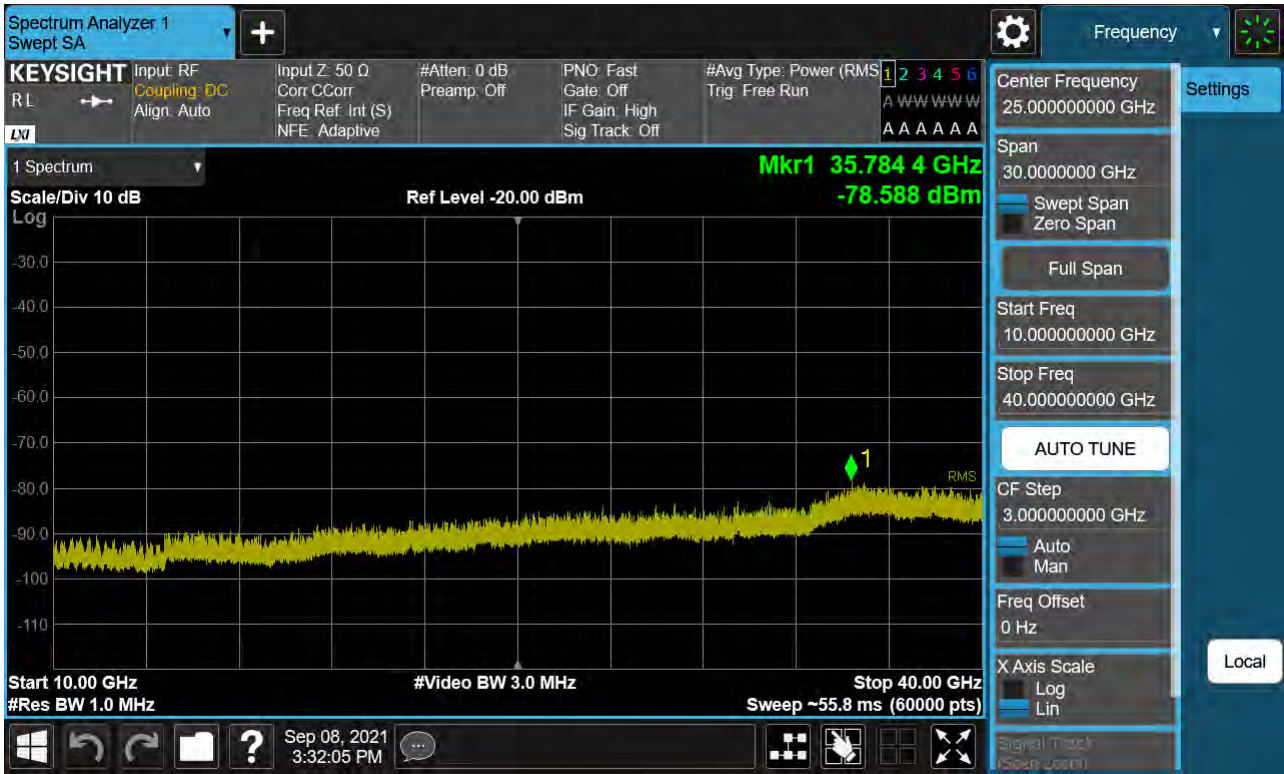 Spectrum Analyzer 1
Swept SA
+
Frequency
KEYSIGHT
RL
LXI
Input: RF
Coupling: DC
Align: Auto
Input Z: 50 Ω
Corr CCorr
Freq Ref: Int (S)
NFE: Adaptive
#Atten: 0 dB
Preamp: Off
PNO: Fast
Gate: Off
IF Gain: High
Sig Track: Off
#Avg Type: Power (RMS
Trig: Free Run
1 2 3 4 5 6
A W W W W W
A A A A A A
1 Spectrum
Scale/Div 10 dB
Ref Level -20.00 dBm
Mkr1 35.784 4 GHz
-78.588 dBm
Log
-30.0
-40.0
-50.0
-60.0
-70.0
-80.0
-90.0
-100
-110
1
RMS
Start 10.00 GHz
#Res BW 1.0 MHz
#Video BW 3.0 MHz
Stop 40.00 GHz
Sweep ~55.8 ms (60000 pts)
Center Frequency
25.000000000 GHz
Span
30.0000000 GHz
Swept Span
Zero Span
Full Span
Start Freq
10.000000000 GHz
Stop Freq
40.000000000 GHz
AUTO TUNE
CF Step
3.000000000 GHz
Auto
Man
Freq Offset
0 Hz
X Axis Scale
Log
Lin
Signal Track
(Span Zoom)
Settings
Local
?
Sep 08, 2021
3:32:05 PM